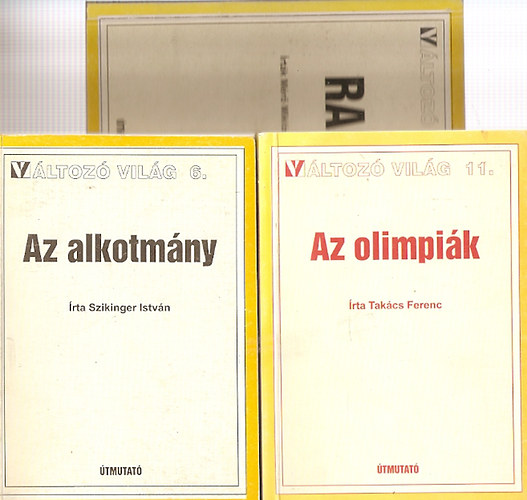 RA
VÁLTOZÓ VILÁG 6.
Az alkotmány
Írta Szikinger István
ÚTMUTATÓ
VÁLTOZÓ VILÁG 11.
Az olimpiák
Írta Takács Ferenc
ÚTMUTATÓ